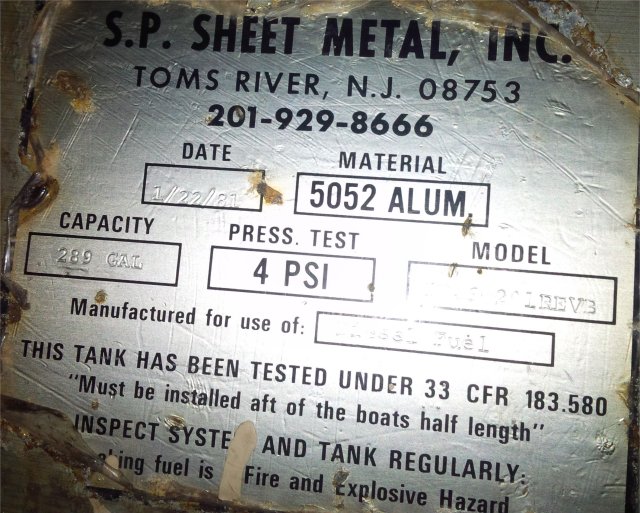 S.P. SHEET METAL, INC.
TOMS RIVER, N.J. 08753
201-929-8666
DATE MATERIAL
1/22/81 5052 ALUM.
CAPACITY PRESS. TEST MODEL
289 GAL 4 PSI
Manufactured for use of: Fuel
THIS TANK HAS BEEN TESTED UNDER 33 CFR 183.580
"Must be installed aft of the boats half length"
INSPECT AND TANK REGULARLY:
fuel is Fire and Explosive Hazard